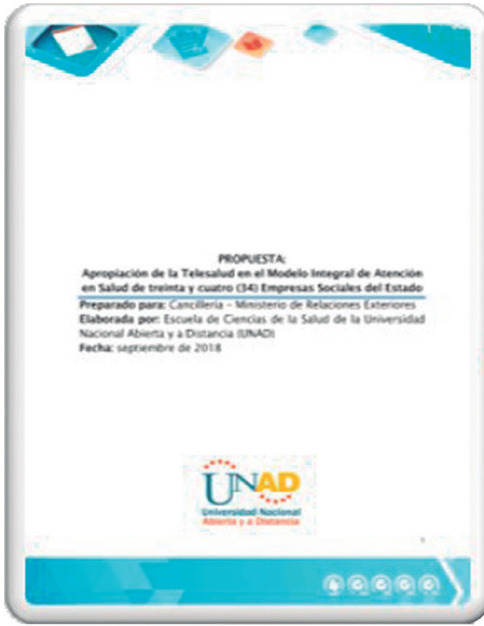 PROPUESTA:
Apropiación de la Telesalud en el Modelo Integral de Atención
en Salud de treinta y cuatro (34) Empresas Sociales del Estado
Preparado para: Cancillería – Ministerio de Relaciones Exteriores
Elaborada por: Escuela de Ciencias de la Salud de la Universidad
Nacional Abierta y a Distancia (UNAD)
Fecha: septiembre de 2018
UNAD
Universidad Nacional
Abierta y a Distancia